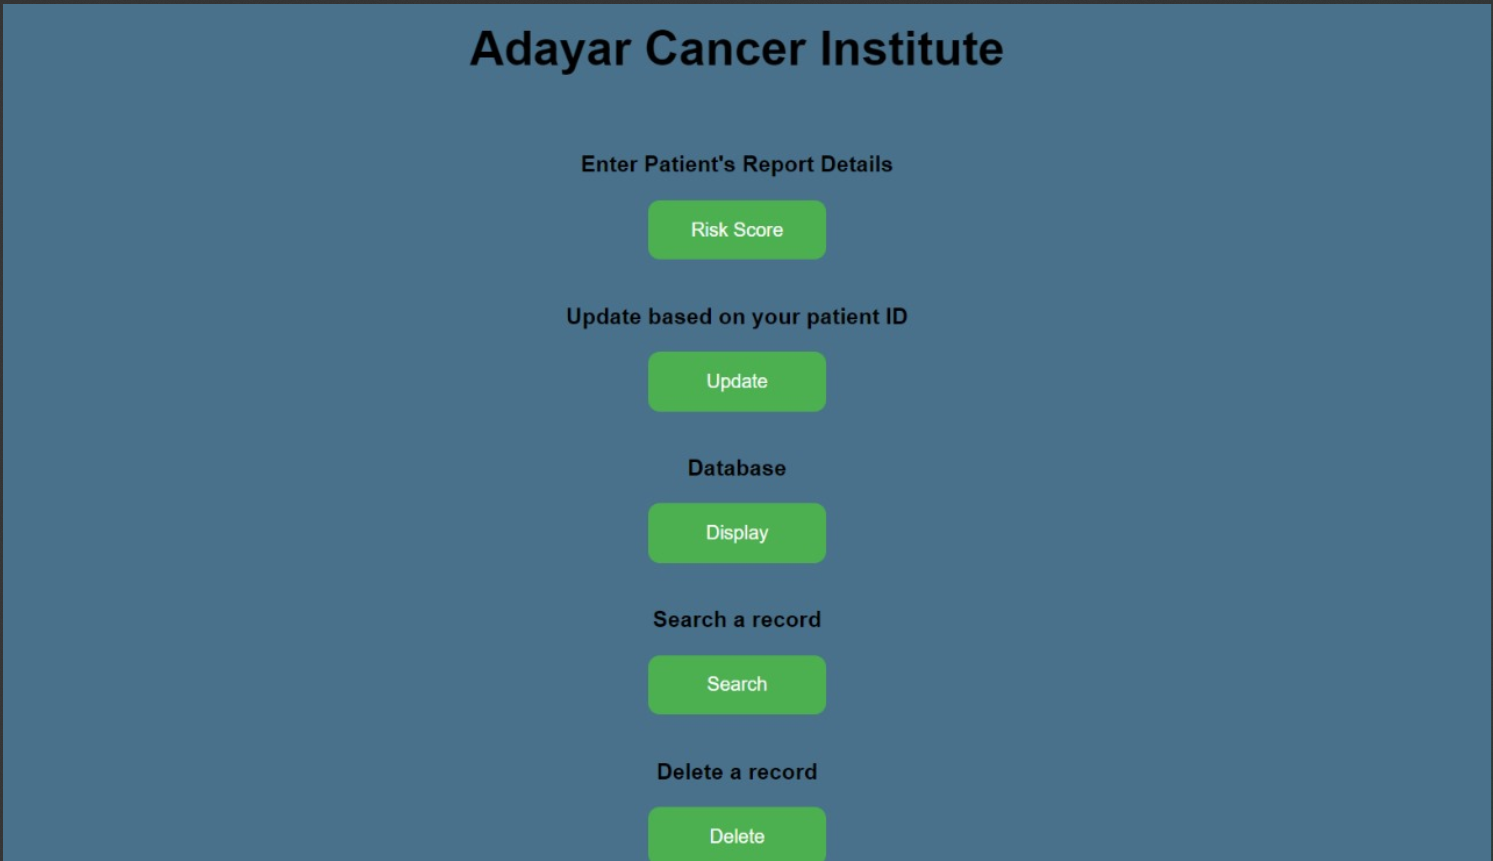 Adayar Cancer Institute
Enter Patient's Report Details
Risk Score
Update based on your patient ID
Update
Database
Display
Search a record
Search
Delete a record
Delete